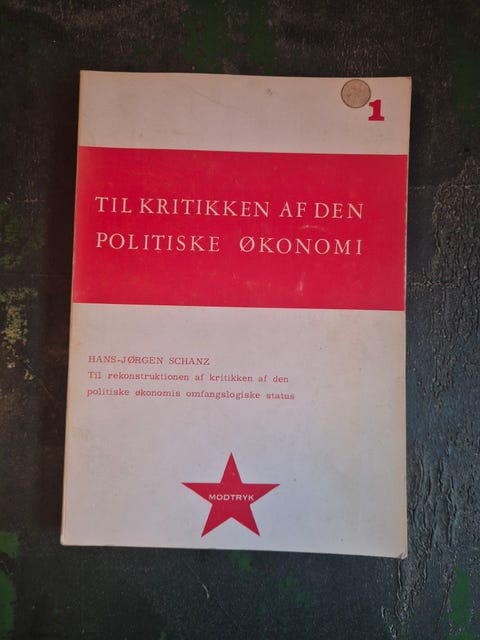 1
TIL KRITIKKEN AF DEN
POLITISKE ØKONOMI
HANS-JØRGEN SCHANZ
Til rekonstruktionen af kritikken af den
politiske økonomis omfangslogiske status
MODTRYK